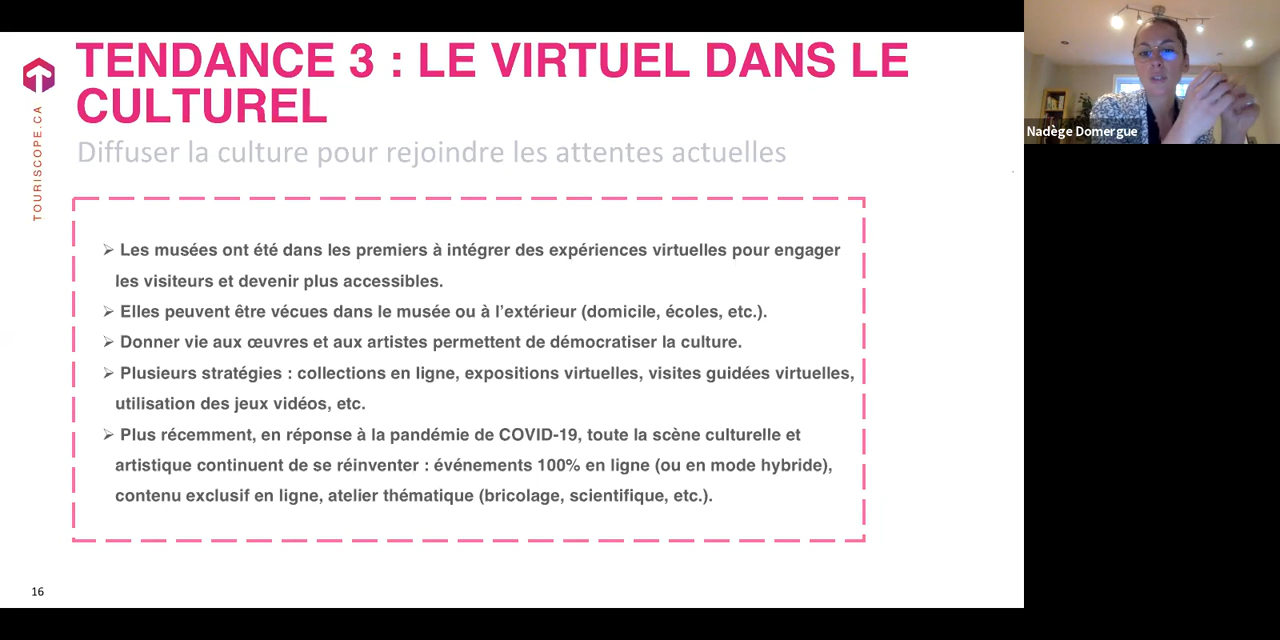 TENDANCE 3 : LE VIRTUEL DANS LE
CULTUREL
Diffuser la culture pour rejoindre les attentes actuelles
TOURISCOPE.CA
➢ Les musées ont été dans les premiers à intégrer des expériences virtuelles pour engager
les visiteurs et devenir plus accessibles.
➢ Elles peuvent être vécues dans le musée ou à l'extérieur (domicile, écoles, etc.).
➢ Donner vie aux œuvres et aux artistes permettent de démocratiser la culture.
➢ Plusieurs stratégies : collections en ligne, expositions virtuelles, visites guidées virtuelles,
utilisation des jeux vidéos, etc.
➢ Plus récemment, en réponse à la pandémie de COVID-19, toute la scène culturelle et
artistique continuent de se réinventer : événements 100% en ligne (ou en mode hybride),
contenu exclusif en ligne, atelier thématique (bricolage, scientifique, etc.).
16
Nadège Domergue